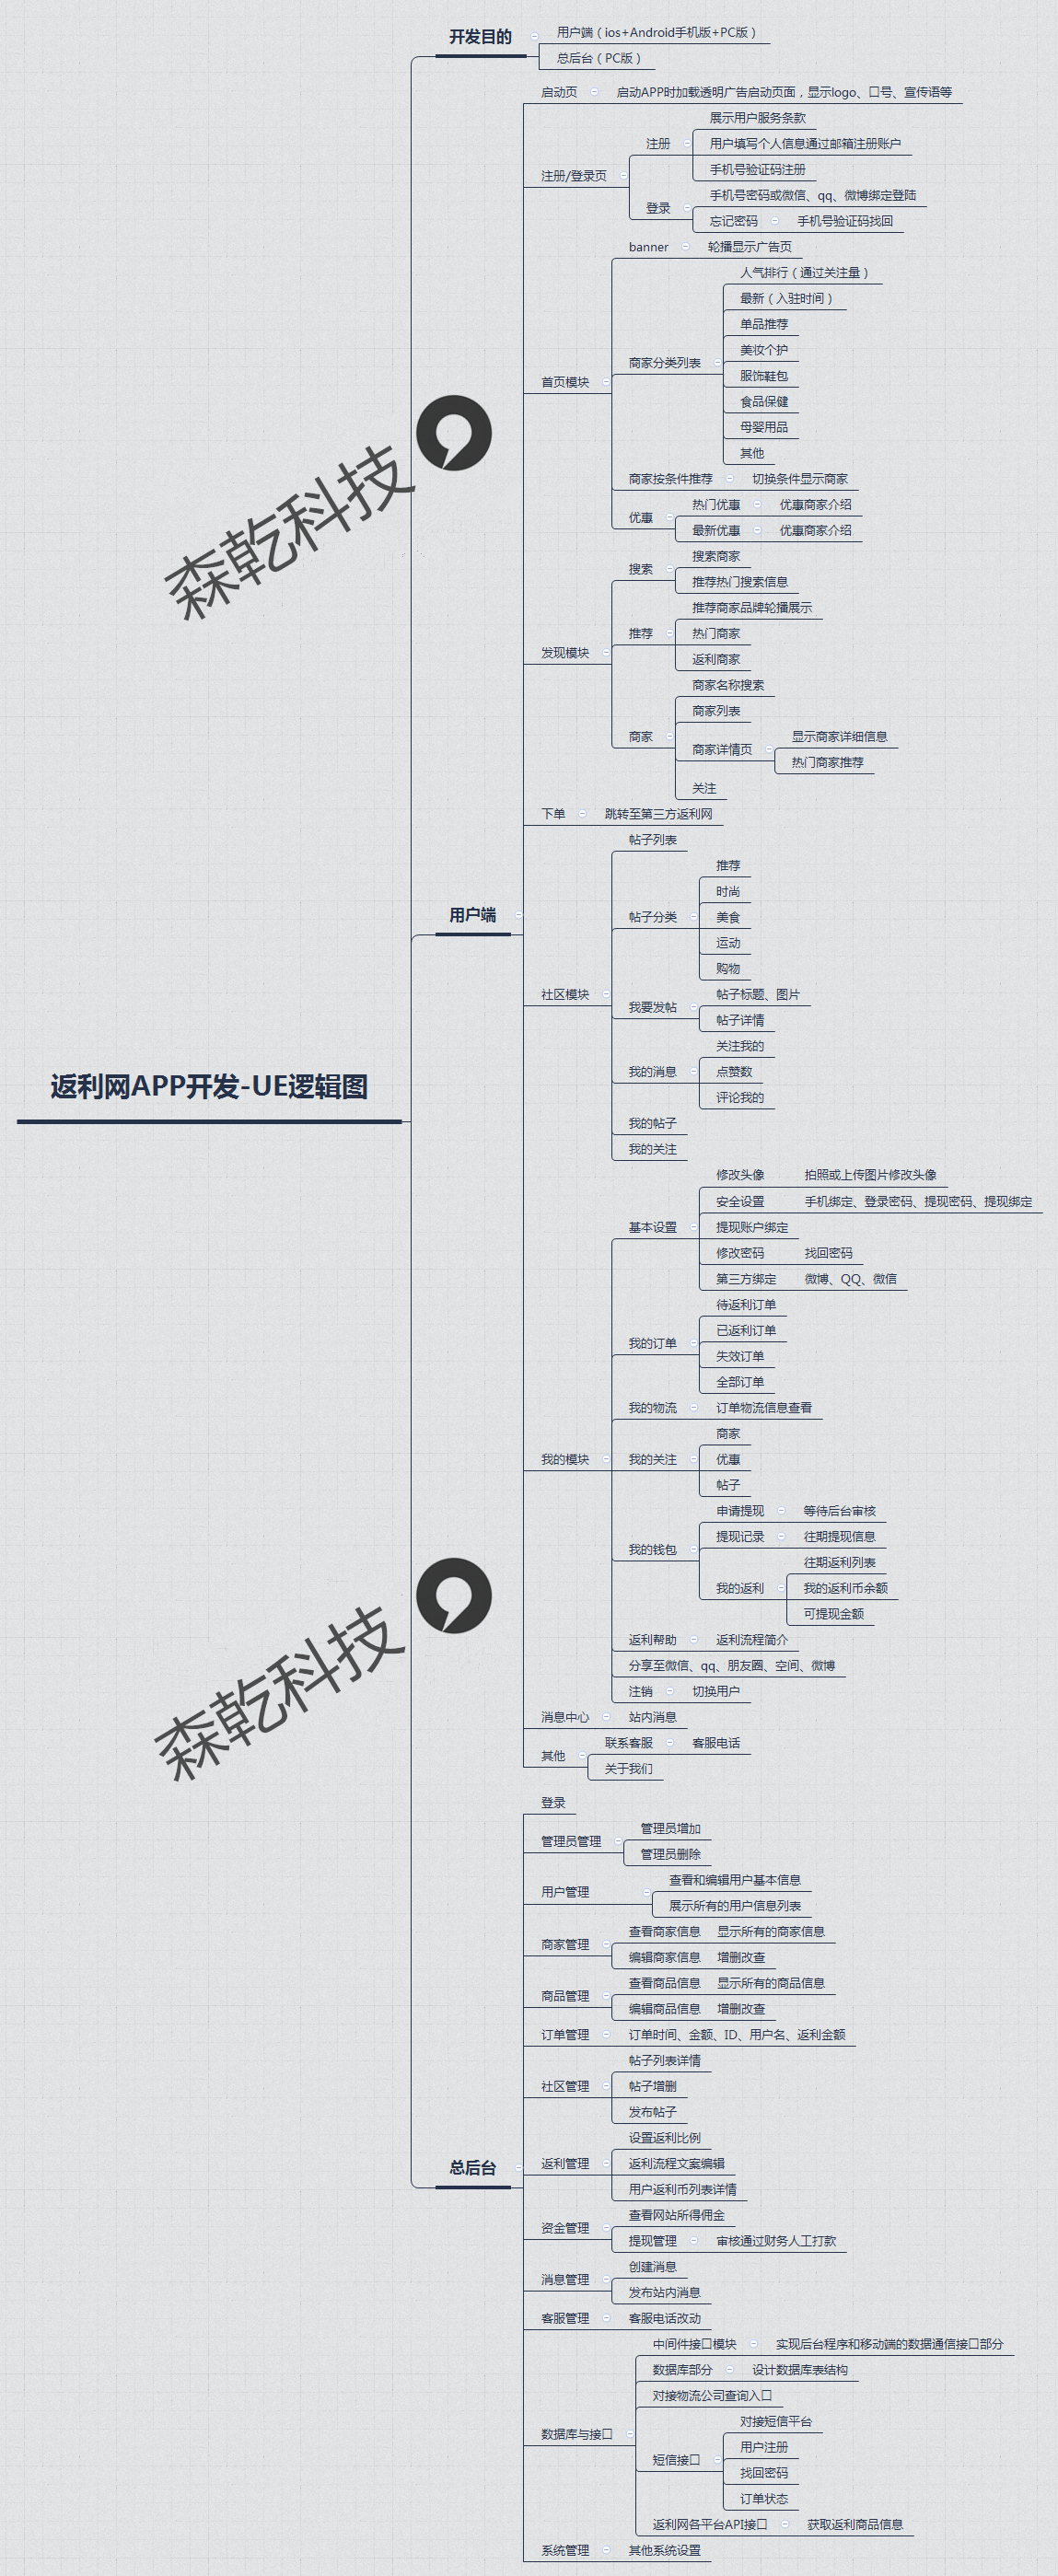 返利网APP开发-UE逻辑图
开发目的
用户端（ios+Android手机版+PC版）
总后台（PC版）
用户端
启动页
启动APP时加载透明广告启动页面，显示logo、口号、宣传语等
注册/登录页
注册
展示用户服务条款
用户填写个人信息通过邮箱注册账户
手机号验证码注册
登录
手机号密码或微信、qq、微博绑定登陆
忘记密码
手机号验证码找回
首页模块
banner
轮播显示广告页
商家分类列表
人气排行（通过关注量）
最新（入驻时间）
单品推荐
美妆个护
服饰鞋包
食品保健
母婴用品
其他
商家按条件推荐
切换条件显示商家
优惠
热门优惠
优惠商家介绍
最新优惠
优惠商家介绍
发现模块
搜索
搜索商家
推荐热门搜索信息
推荐
推荐商家品牌轮播展示
热门商家
返利商家
商家
商家名称搜索
商家列表
商家详情页
显示商家详细信息
热门商家推荐
关注
下单
跳转至第三方返利网
社区模块
帖子列表
帖子分类
推荐
时尚
美食
运动
购物
我要发帖
帖子标题、图片
帖子详情
我的消息
关注我的
点赞数
评论我的
我的帖子
我的关注
我的模块
基本设置
修改头像
拍照或上传图片修改头像
安全设置
手机绑定、登录密码、提现密码、提现绑定
提现账户绑定
修改密码
找回密码
第三方绑定
微博、QQ、微信
我的订单
待返利订单
已返利订单
失效订单
全部订单
我的物流
订单物流信息查看
我的关注
商家
优惠
帖子
我的钱包
申请提现
等待后台审核
提现记录
往期提现信息
我的返利
往期返利列表
我的返利币余额
可提现金额
返利帮助
返利流程简介
分享至微信、qq、朋友圈、空间、微博
注销
切换用户
消息中心
站内消息
其他
联系客服
客服电话
关于我们
总后台
登录
管理员管理
管理员增加
管理员删除
用户管理
查看和编辑用户基本信息
展示所有的用户信息列表
商家管理
查看商家信息
显示所有的商家信息
编辑商家信息
增删改查
商品管理
查看商品信息
显示所有的商品信息
编辑商品信息
增删改查
订单管理
订单时间、金额、ID、用户名、返利金额
社区管理
帖子列表详情
帖子增删
发布帖子
返利管理
设置返利比例
返利流程文案编辑
用户返利币列表详情
资金管理
查看网站所得佣金
提现管理
审核通过财务人工打款
消息管理
创建消息
发布站内消息
客服管理
客服电话改动
数据库与接口
中间件接口模块
实现后台程序和移动端的数据通信接口部分
数据库部分
设计数据库表结构
对接物流公司查询入口
短信接口
对接短信平台
用户注册
找回密码
订单状态
返利网各平台API接口
获取返利商品信息
系统管理
其他系统设置
森乾科技
森乾科技